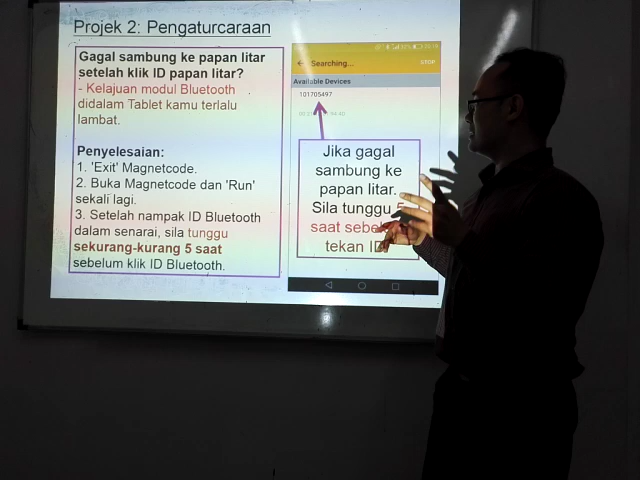 Projek 2: Pengaturcaraan
Gagal sambung ke papan litar
setelah klik ID papan litar?
- Kelajuan modul Bluetooth
didalam Tablet kamu terlalu
lambat.
Penyelesaian:
1. 'Exit' Magnetcode.
2. Buka Magnetcode dan 'Run'
sekali lagi.
3. Setelah nampak ID Bluetooth
dalam senarai, sila tunggu
sekurang-kurang 5 saat
sebelum klik ID Bluetooth.
Searching...
STOP
Available Devices
101705497
Jika gagal
sambung ke
papan litar.
Sila tunggu 5
saat
tekan ID